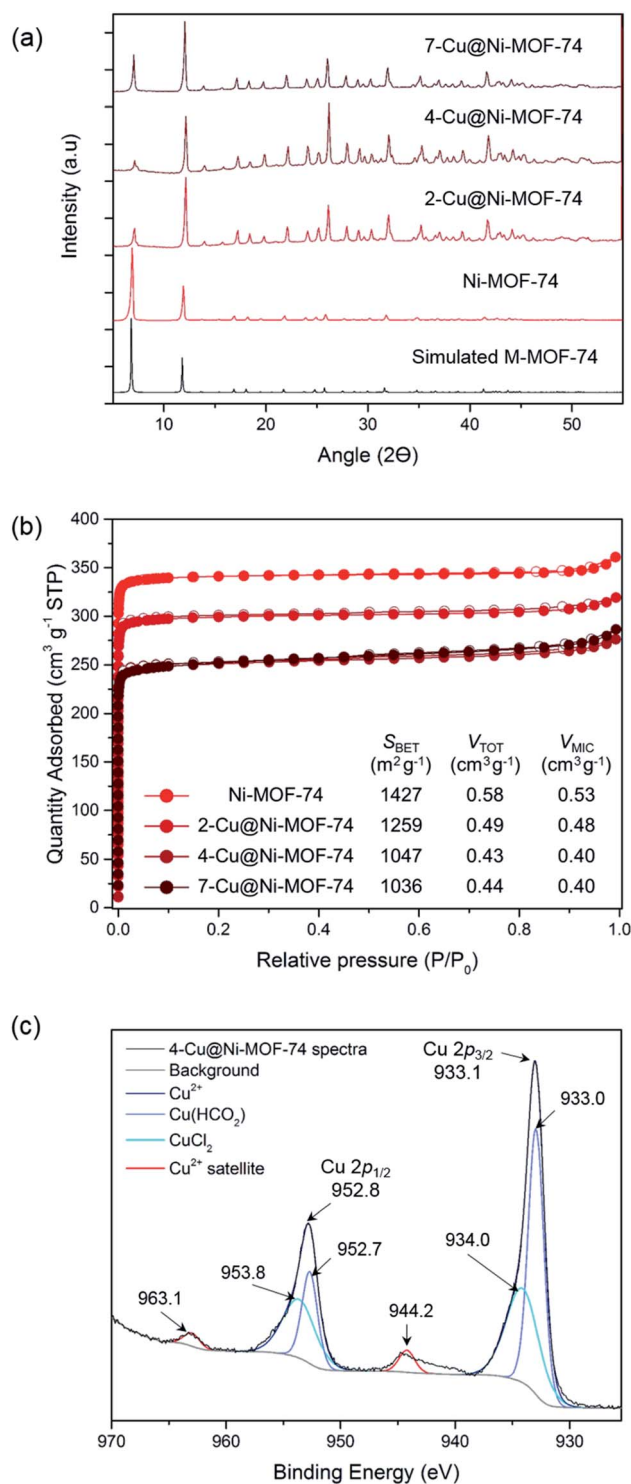 (a)
7-Cu@Ni-MOF-74
4-Cu@Ni-MOF-74
2-Cu@Ni-MOF-74
Ni-MOF-74
Simulated M-MOF-74
Intensity (a.u)
10 20 30 40 50
Angle (2Θ)
(b)
400
350
300
250
200
150
100
50
0
Quantity Adsorbed (cm³ g⁻¹ STP)
S_BET V_TOT V_MIC
(m² g⁻¹) (cm³ g⁻¹) (cm³ g⁻¹)
Ni-MOF-74 1427 0.58 0.53
2-Cu@Ni-MOF-74 1259 0.49 0.48
4-Cu@Ni-MOF-74 1047 0.43 0.40
7-Cu@Ni-MOF-74 1036 0.44 0.40
0.0 0.2 0.4 0.6 0.8 1.0
Relative pressure (P/P₀)
(c)
4-Cu@Ni-MOF-74 spectra
Background
Cu²⁺
Cu(HCO₂)
CuCl₂
Cu²⁺ satellite
Cu 2p₃/₂
933.1
933.0
Cu 2p₁/₂
952.8
952.7
953.8
934.0
963.1
944.2
970 960 950 940 930
Binding Energy (eV)